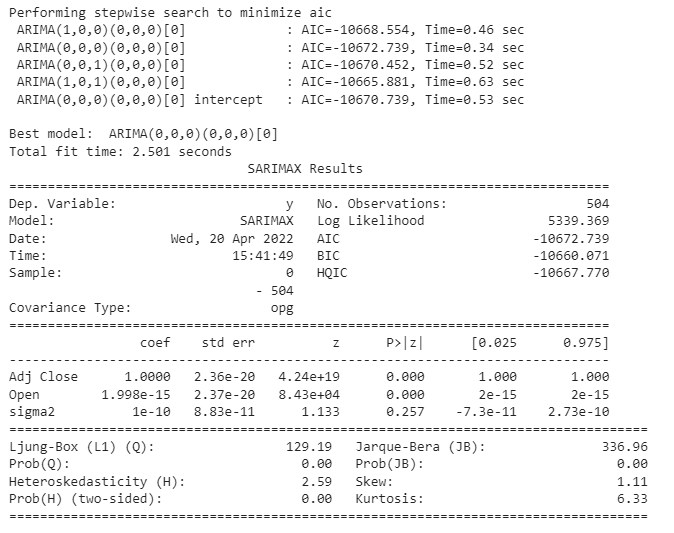 Performing stepwise search to minimize aic
 ARIMA(1,0,0)(0,0,0)[0]             : AIC=-10668.554, Time=0.46 sec
 ARIMA(0,0,0)(0,0,0)[0]             : AIC=-10672.739, Time=0.34 sec
 ARIMA(0,0,1)(0,0,0)[0]             : AIC=-10670.452, Time=0.52 sec
 ARIMA(1,0,1)(0,0,0)[0]             : AIC=-10665.881, Time=0.63 sec
 ARIMA(0,0,0)(0,0,0)[0] intercept   : AIC=-10670.739, Time=0.53 sec

Best model:  ARIMA(0,0,0)(0,0,0)[0]
Total fit time: 2.501 seconds
                               SARIMAX Results
==============================================================================
Dep. Variable:                      y   No. Observations:                  504
Model:                        SARIMAX   Log Likelihood                5339.369
Date:                Wed, 20 Apr 2022   AIC                         -10672.739
Time:                        15:41:49   BIC                         -10660.071
Sample:                             0   HQIC                        -10667.770
                                - 504
Covariance Type:                  opg
==============================================================================
                 coef    std err          z      P>|z|      [0.025      0.975]
------------------------------------------------------------------------------
Adj Close      1.0000   2.36e-20   4.24e+19      0.000       1.000       1.000
Open        1.998e-15   2.37e-20   8.43e+04      0.000       2e-15       2e-15
sigma2          1e-10   8.83e-11      1.133      0.257    -7.3e-11    2.73e-10
===================================================================================
Ljung-Box (L1) (Q):                 129.19   Jarque-Bera (JB):               336.96
Prob(Q):                              0.00   Prob(JB):                         0.00
Heteroskedasticity (H):               2.59   Skew:                             1.11
Prob(H) (two-sided):                  0.00   Kurtosis:                         6.33
===================================================================================